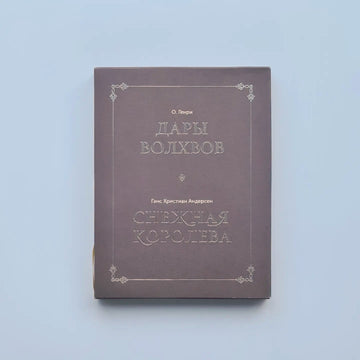 О. Генри
ДАРЫ
ВОЛХВОВ
Ганс Христиан Андерсен
СНЕЖНАЯ
КОРОЛЕВА